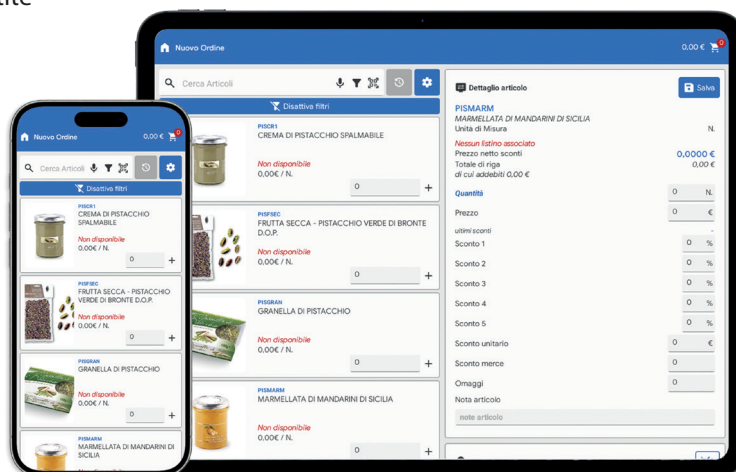 Nuovo Ordine
0,00 €
0
Cerca Articoli
Disattiva filtri
PISCR1
CREMA DI PISTACCHIO
SPALMABILE
Non disponibile
0.00€ / N.
0
+
PISFSEC
FRUTTA SECCA - PISTACCHIO
VERDE DI BRONTE D.O.P.
Non disponibile
0.00€ / N.
0
+
PISGRAN
GRANELLA DI PISTACCHIO
Non disponibile
0.00€ / N.
0
+
PISMARM
MARMELLATA DI MANDARINI DI
SICILIA
Nuovo Ordine
0,00 €
0
Cerca Articoli
Disattiva filtri
PISCR1
CREMA DI PISTACCHIO SPALMABILE
Non disponibile
0.00€ / N.
0
+
PISFSEC
FRUTTA SECCA - PISTACCHIO VERDE DI BRONTE
D.O.P.
Non disponibile
0.00€ / N.
0
+
PISGRAN
GRANELLA DI PISTACCHIO
Non disponibile
0.00€ / N.
0
+
PISMARM
MARMELLATA DI MANDARINI DI SICILIA
Non disponibile
0.00€ / N.
0
+
Dettaglio articolo
Salva
PISMARM
MARMELLATA DI MANDARINI DI SICILIA
Unità di Misura N.
Nessun listino associato
Prezzo netto sconti 0,0000 €
Totale di riga 0,00 €
di cui addebiti 0,00 €
Quantità 0 N.
Prezzo 0 €
ultimi sconti -
Sconto 1 0 %
Sconto 2 0 %
Sconto 3 0 %
Sconto 4 0 %
Sconto 5 0 %
Sconto unitario 0 €
Sconto merce 0
Omaggi 0
Nota articolo
note articolo